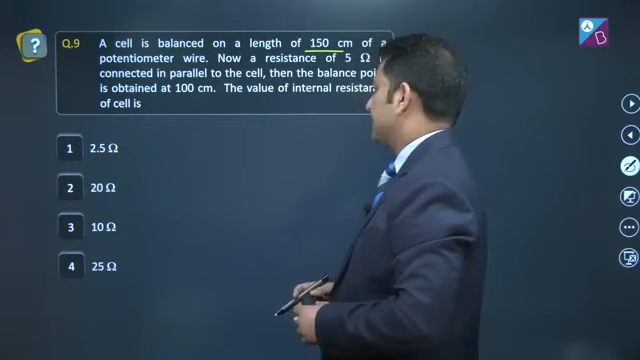 ?
Q.9 A cell is balanced on a length of 150 cm of a
potentiometer wire. Now a resistance of 5 Ω
connected in parallel to the cell, then the balance
is obtained at 100 cm. The value of internal
of cell is
1 2.5 Ω
2 20 Ω
3 10 Ω
4 25 Ω
B